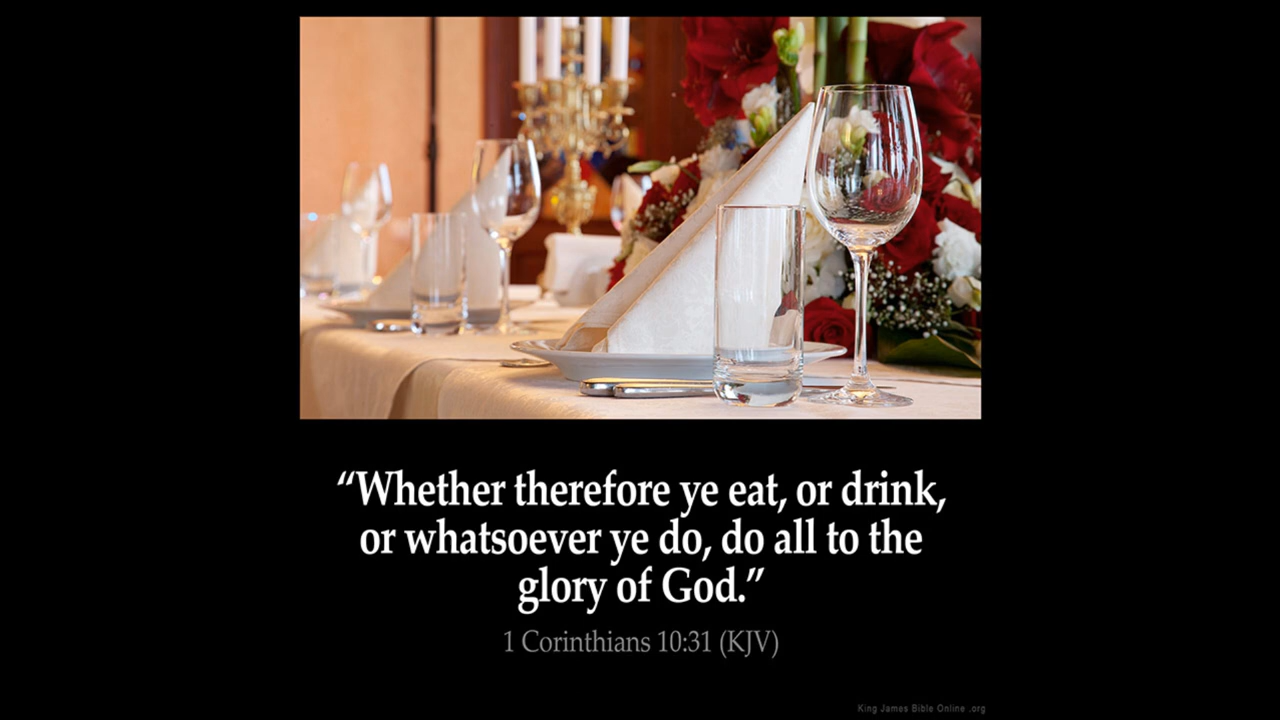 “Whether therefore ye eat, or drink,
or whatsoever ye do, do all to the
glory of God.”
1 Corinthians 10:31 (KJV)
King James Bible Online .org